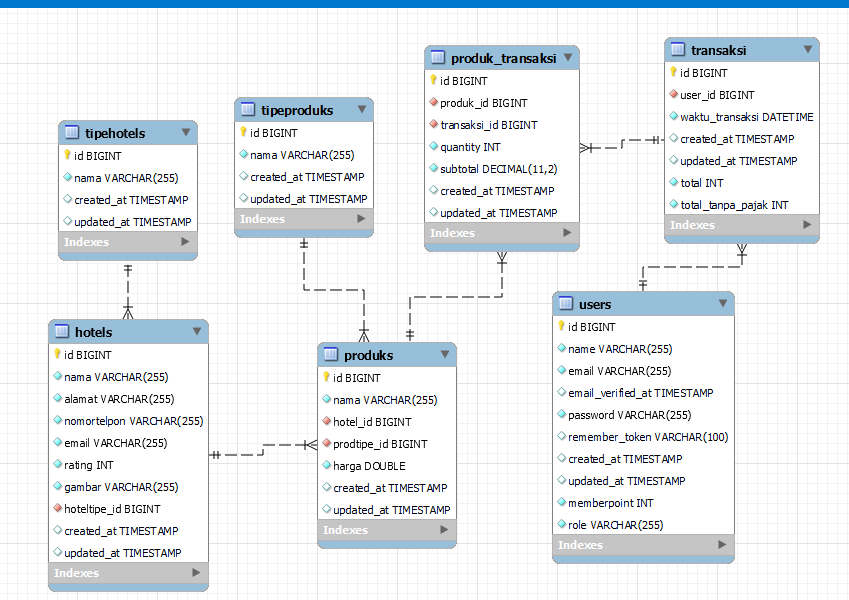 tipehotels
id BIGINT
nama VARCHAR(255)
created_at TIMESTAMP
updated_at TIMESTAMP
Indexes
tipeproduks
id BIGINT
nama VARCHAR(255)
created_at TIMESTAMP
updated_at TIMESTAMP
Indexes
produk_transaksi
id BIGINT
produk_id BIGINT
transaksi_id BIGINT
quantity INT
subtotal DECIMAL(11,2)
created_at TIMESTAMP
updated_at TIMESTAMP
Indexes
transaksi
id BIGINT
user_id BIGINT
waktu_transaksi DATETIME
created_at TIMESTAMP
updated_at TIMESTAMP
total INT
total_tanpa_pajak INT
Indexes
hotels
id BIGINT
nama VARCHAR(255)
alamat VARCHAR(255)
nomortelpon VARCHAR(255)
email VARCHAR(255)
rating INT
gambar VARCHAR(255)
hoteltipe_id BIGINT
created_at TIMESTAMP
updated_at TIMESTAMP
Indexes
produks
id BIGINT
nama VARCHAR(255)
hotel_id BIGINT
prodtipe_id BIGINT
harga DOUBLE
created_at TIMESTAMP
updated_at TIMESTAMP
Indexes
users
id BIGINT
name VARCHAR(255)
email VARCHAR(255)
email_verified_at TIMESTAMP
password VARCHAR(255)
remember_token VARCHAR(100)
created_at TIMESTAMP
updated_at TIMESTAMP
memberpoint INT
role VARCHAR(255)
Indexes